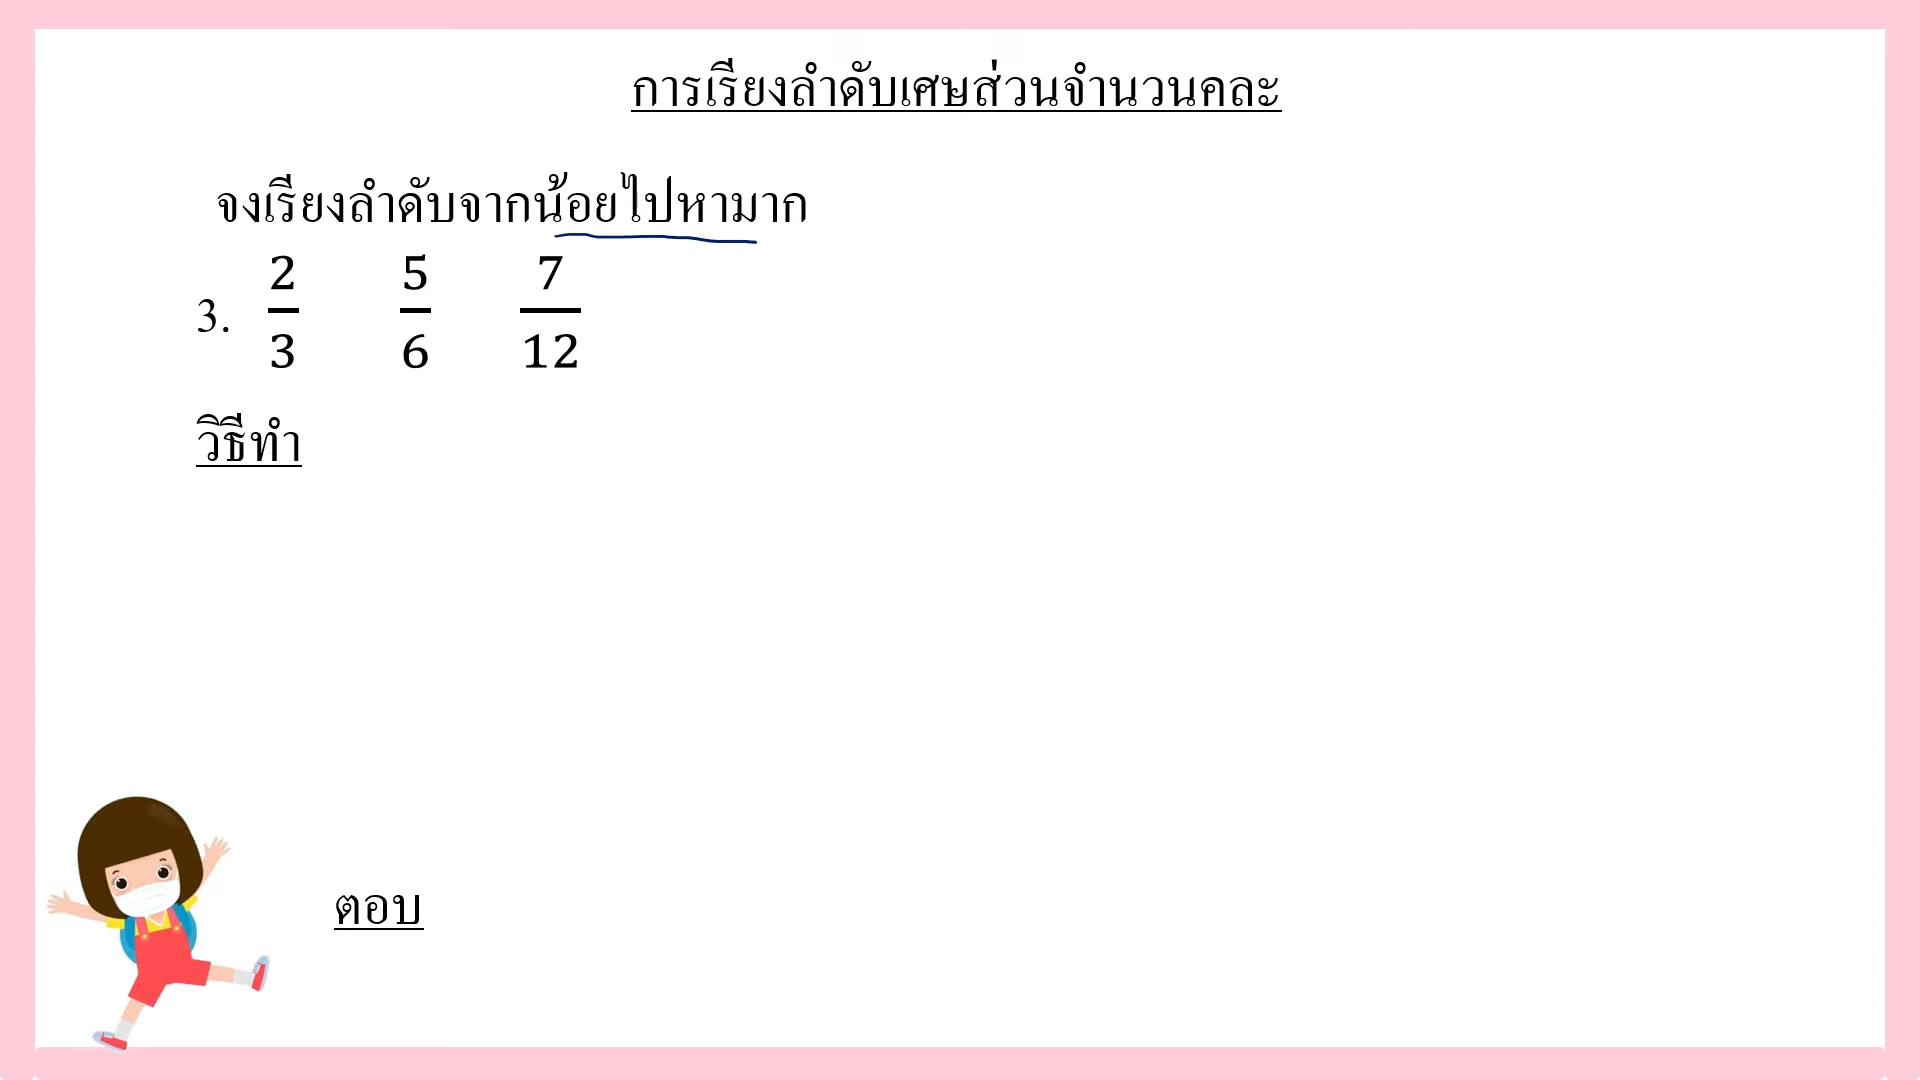 การเรียงลำดับเศษส่วนจำนวนคละ
จงเรียงลำดับจากน้อยไปหามาก
3. 2/3 5/6 7/12
วิธีทำ
ตอบ